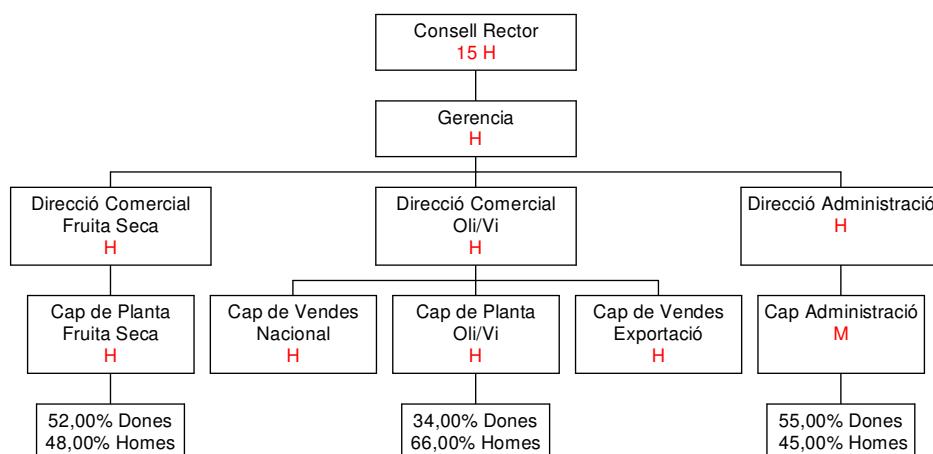 Consell Rector
15 H
Gerencia
H
Direcció Comercial
Fruita Seca
H
Direcció Comercial
Oli/Vi
H
Direcció Administració
H
Cap de Planta
Fruita Seca
H
Cap de Vendes
Nacional
H
Cap de Planta
Oli/Vi
H
Cap de Vendes
Exportació
H
Cap Administració
M
52,00% Dones
48,00% Homes
34,00% Dones
66,00% Homes
55,00% Dones
45,00% Homes